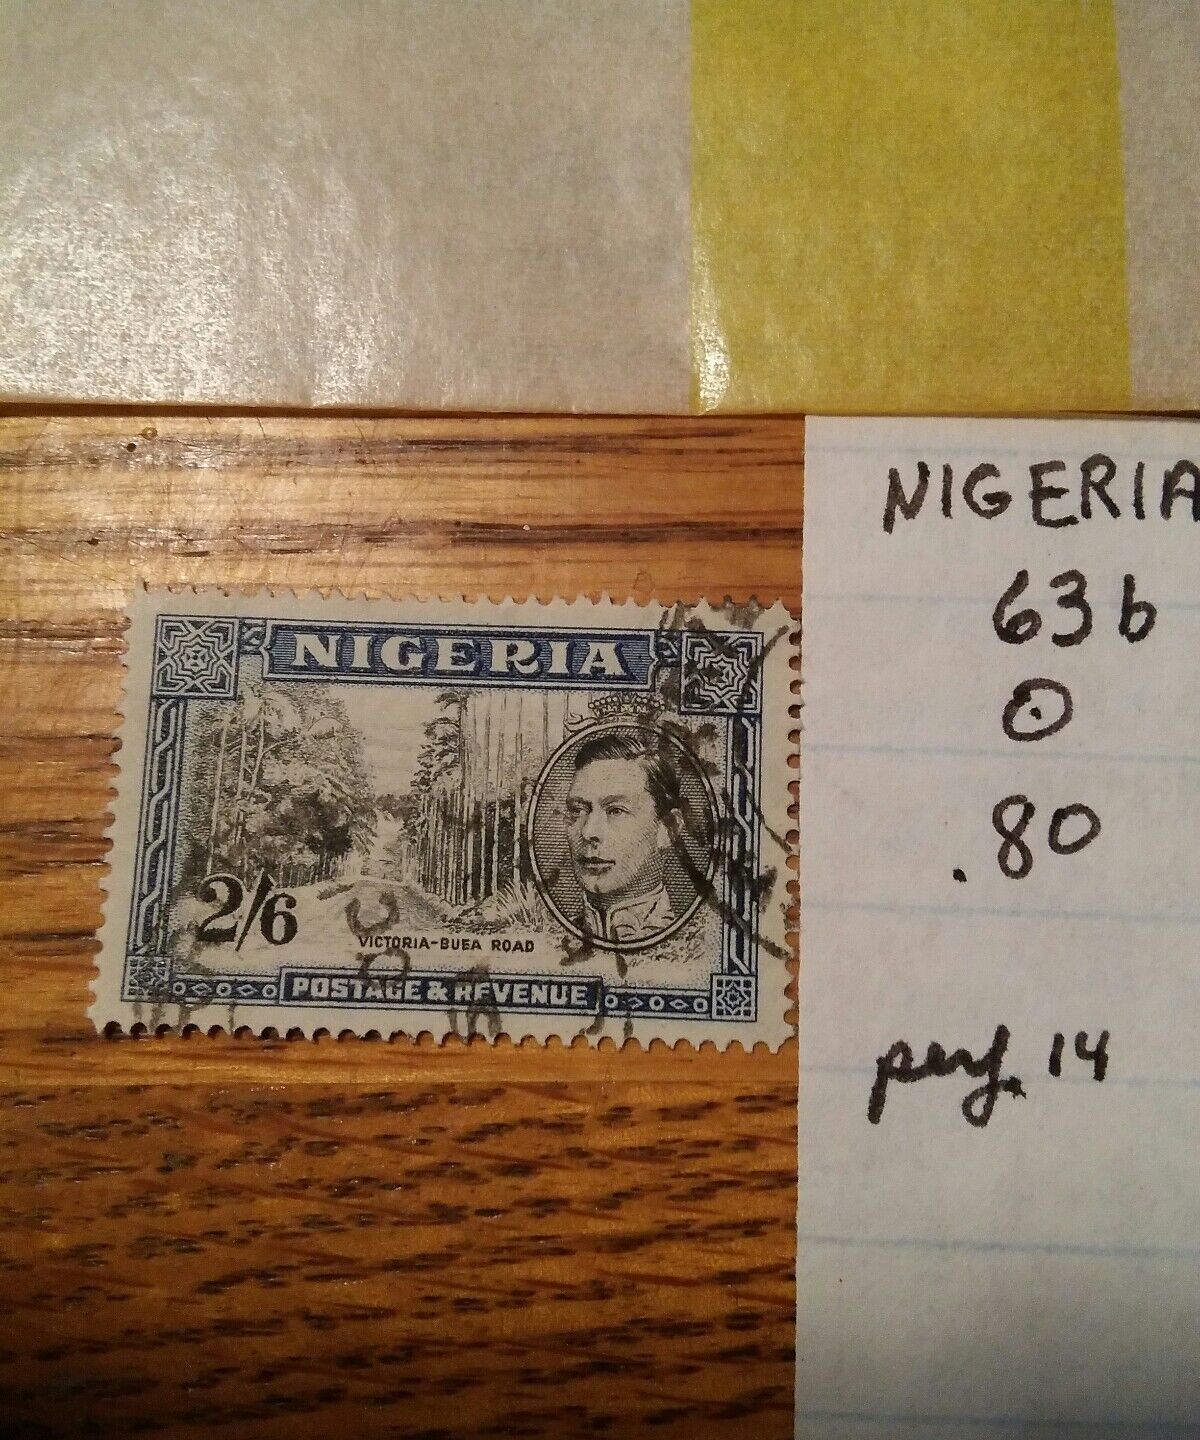 NIGERIA
2/6
VICTORIA-BUEA ROAD
POSTAGE & REVENUE
NIGERIA
63b
.80
perf. 14